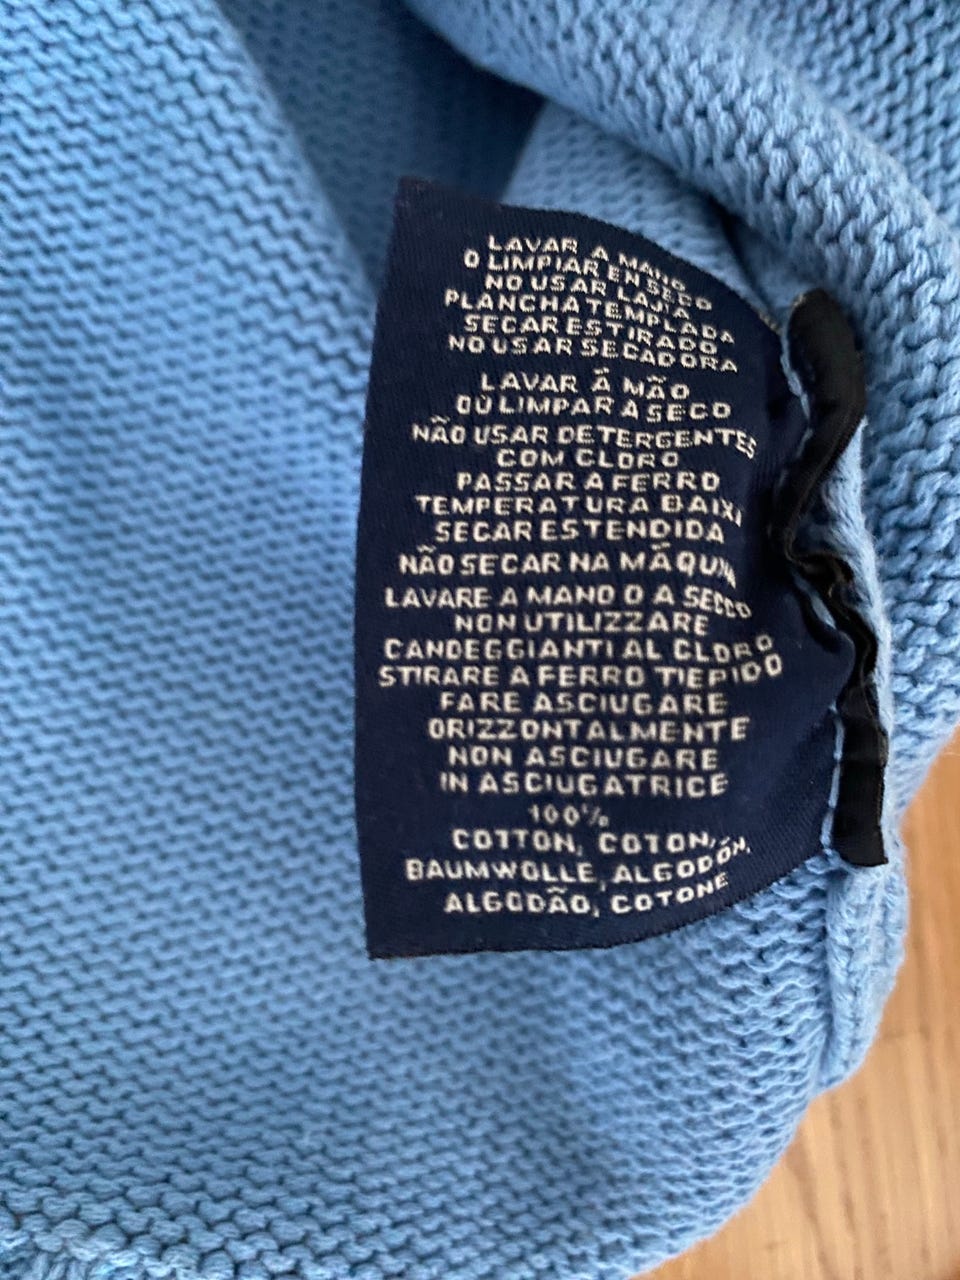 LAVAR A MANO
O LIMPIAR EN SECO
NO USAR LAJIA
PLANCHA TEMPLADA
SECAR ESTIRADO
NO USAR SECADORA
LAVAR Á MÃO
OÙ LIMPAR A SECO
NÃO USAR DETERGENTES
COM CLORO
PASSAR A FERRO
TEMPERATURA BAIXA
SECAR ESTENDIDA
NÃO SECAR NA MÃQUINA
LAVARE A MANO O A SECCO
NON UTILIZZARE
CANDEGGIANTI AL CLORO
STIRARE A FERRO TIEPIDO
FARE ASCIUGARE
ORIZZONTALMENTE
NON ASCIUGARE
IN ASCIUGATRICE
100%
COTTON, COTON,
BAUMWOLLE, ALGODÓN,
ALGODÃO, COTONE